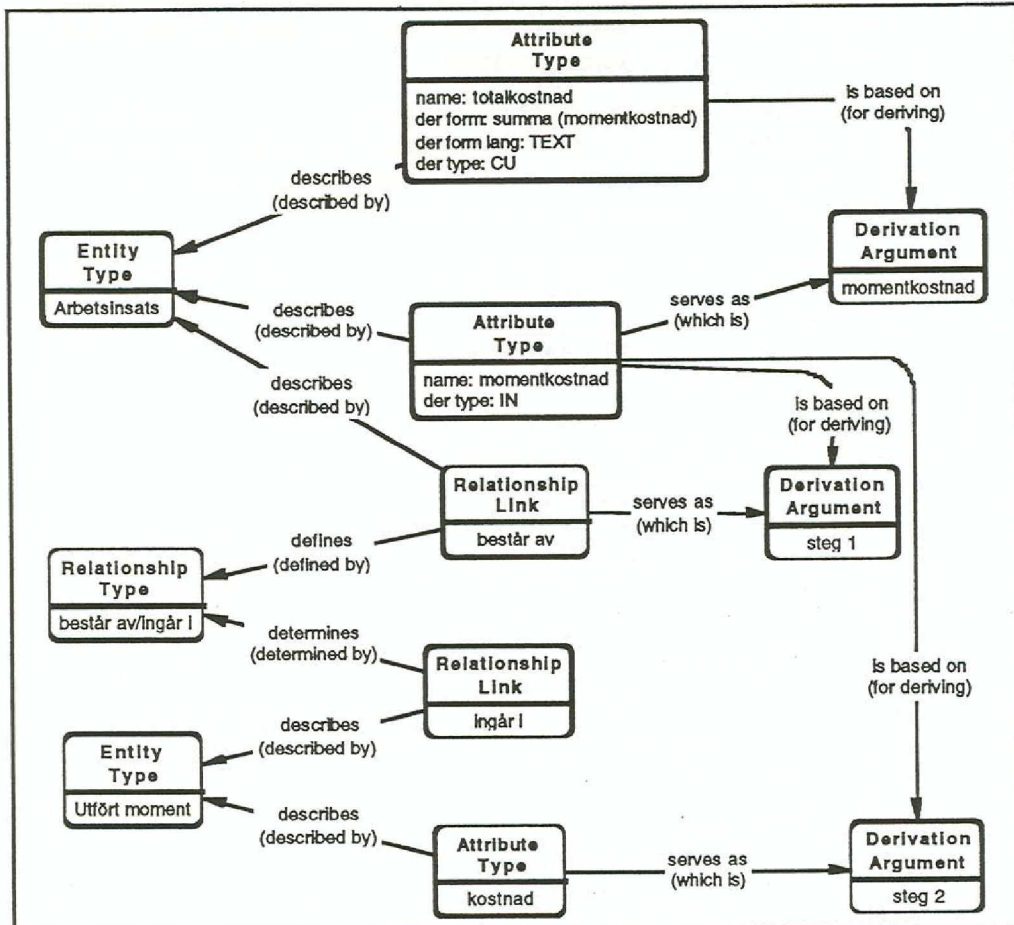 Attribute
Type
name: totalkostnad
der form: summa (momentkostnad)
der form lang: TEXT
der type: CU
is based on
(for deriving)
describes
(described by)
Entity
Type
Arbetsinsats
Derivation
Argument
momentkostnad
describes
(described by)
serves as
(which is)
Attribute
Type
name: momentkostnad
der type: IN
describes
(described by)
is based on
(for deriving)
Relationship
Link
består av
serves as
(which is)
Derivation
Argument
steg 1
defines
(defined by)
Relationship
Type
består av/ingår i
determines
(determined by)
Relationship
Link
ingår i
is based on
(for deriving)
describes
(described by)
Entity
Type
Utfört moment
describes
(described by)
Attribute
Type
kostnad
serves as
(which is)
Derivation
Argument
steg 2